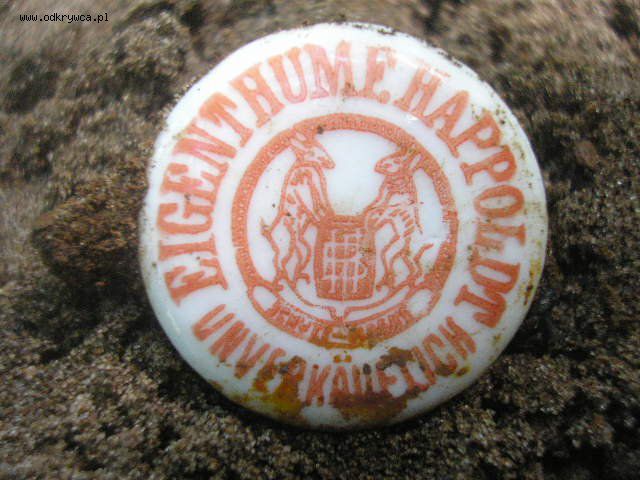 www.odkrywca.pl
EIGENTHUM E. HAPPOLDT
UNVERKÄUFLICH